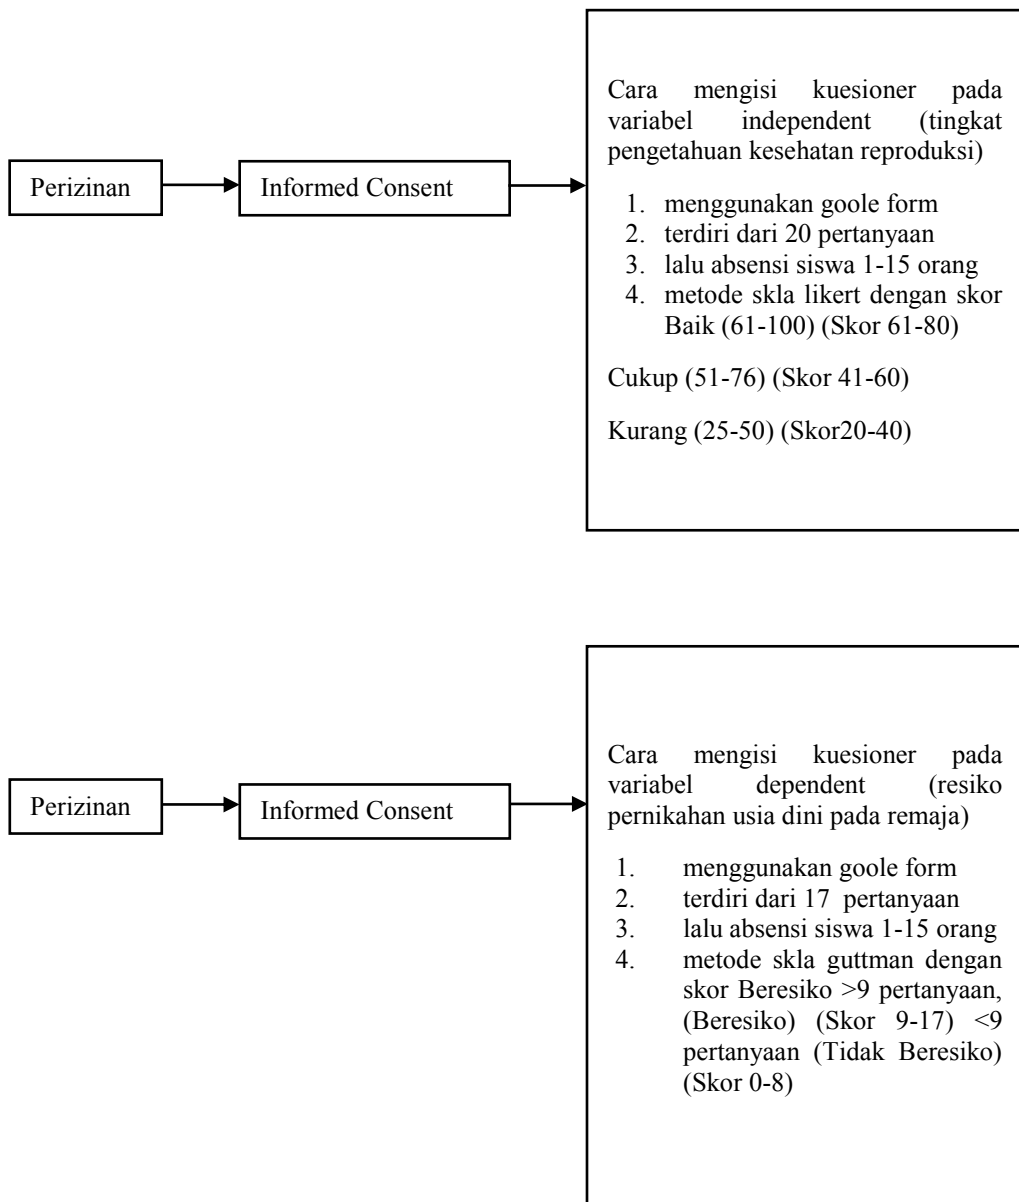 Perizinan
Informed Consent
Cara mengisi kuesioner pada
variabel independent (tingkat
pengetahuan kesehatan reproduksi)
1. menggunakan goole form
2. terdiri dari 20 pertanyaan
3. lalu absensi siswa 1-15 orang
4. metode skla likert dengan skor
Baik (61-100) (Skor 61-80)
Cukup (51-76) (Skor 41-60)
Kurang (25-50) (Skor20-40)
Perizinan
Informed Consent
Cara mengisi kuesioner pada
variabel dependent (resiko
pernikahan usia dini pada remaja)
1. menggunakan goole form
2. terdiri dari 17 pertanyaan
3. lalu absensi siswa 1-15 orang
4. metode skla guttman dengan
skor Beresiko >9 pertanyaan,
(Beresiko) (Skor 9-17) <9
pertanyaan (Tidak Beresiko)
(Skor 0-8)